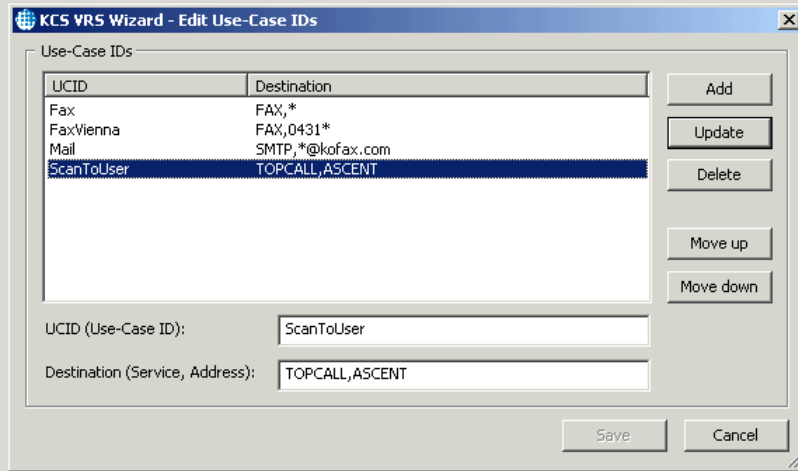 KCS VRS Wizard - Edit Use-Case IDs
Use-Case IDs
UCID Destination
Fax FAX,*
FaxVienna FAX,0431*
Mail SMTP,*@kofax.com
ScanToUser TOPCALL,ASCENT
Add
Update
Delete
Move up
Move down
UCID (Use-Case ID): ScanToUser
Destination (Service, Address): TOPCALL,ASCENT
Save Cancel